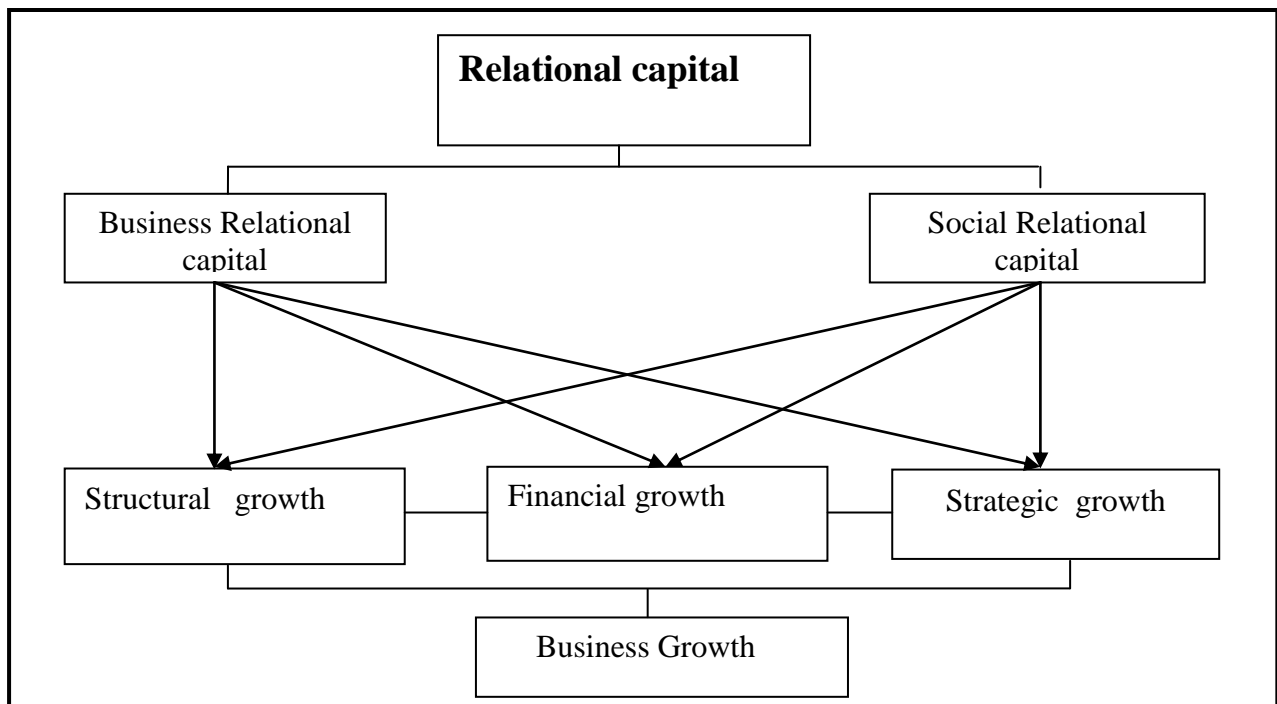 Relational capital
Business Relational
capital
Social Relational
capital
Structural growth
Financial growth
Strategic growth
Business Growth